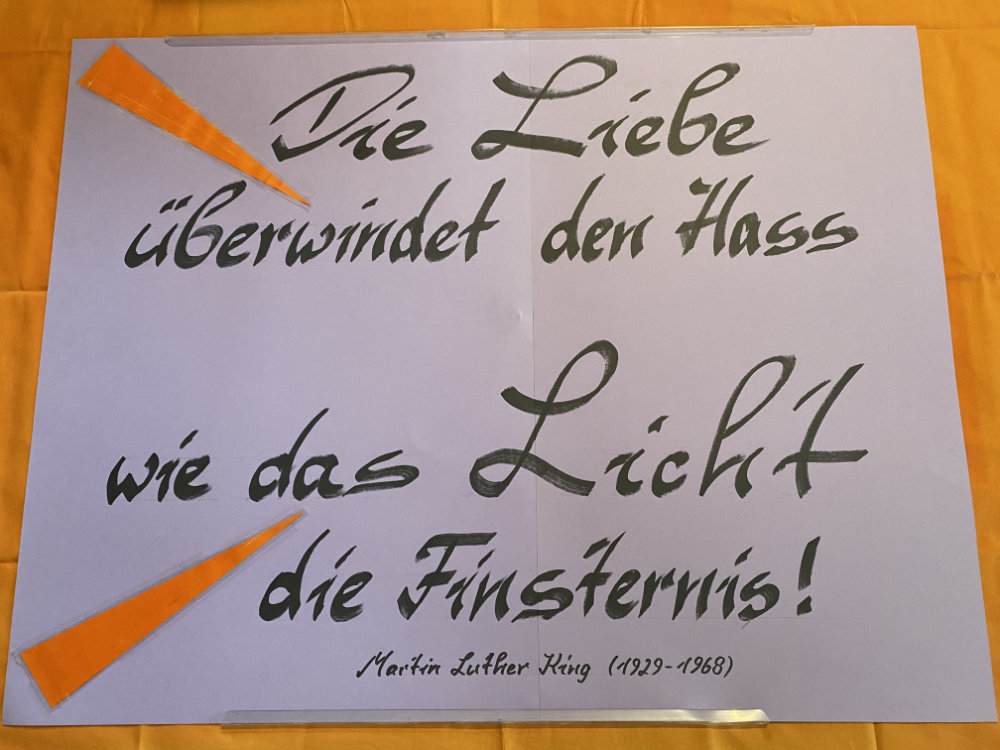 Die Liebe
überwindet den Hass
wie das Licht
die Finsternis!
Martin Luther King (1929-1968)